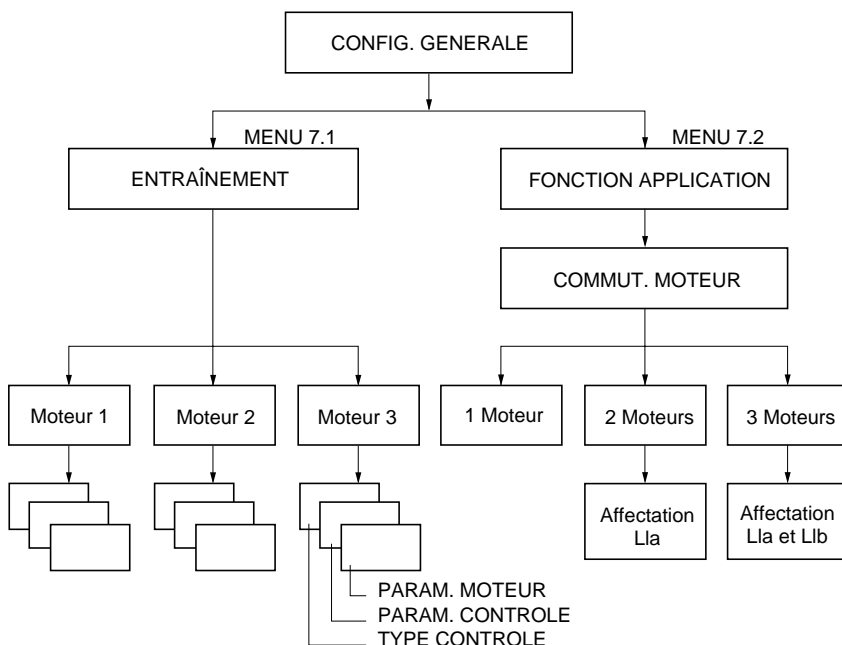 CONFIG. GENERALE
MENU 7.1
MENU 7.2
ENTRAÎNEMENT
FONCTION APPLICATION
COMMUT. MOTEUR
Moteur 1
Moteur 2
Moteur 3
1 Moteur
2 Moteurs
3 Moteurs
Affectation
LIa
Affectation
LIa et LIb
PARAM. MOTEUR
PARAM. CONTROLE
TYPE CONTROLE